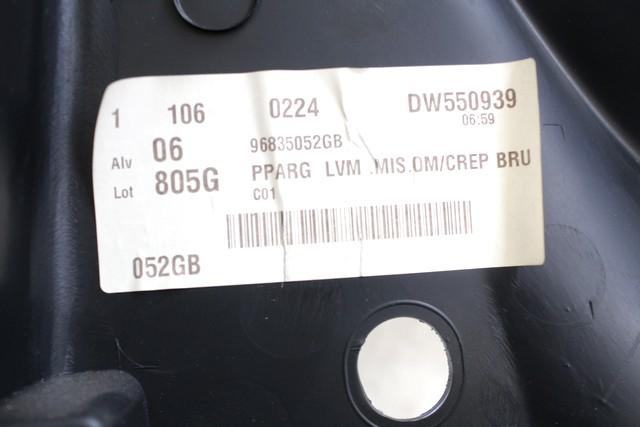 1 106 0224 DW550939
06:59
Alv 06 96835052GB
Lot 805G PPARG LVM .MIS.OM/CREP BRU
C01
052GB